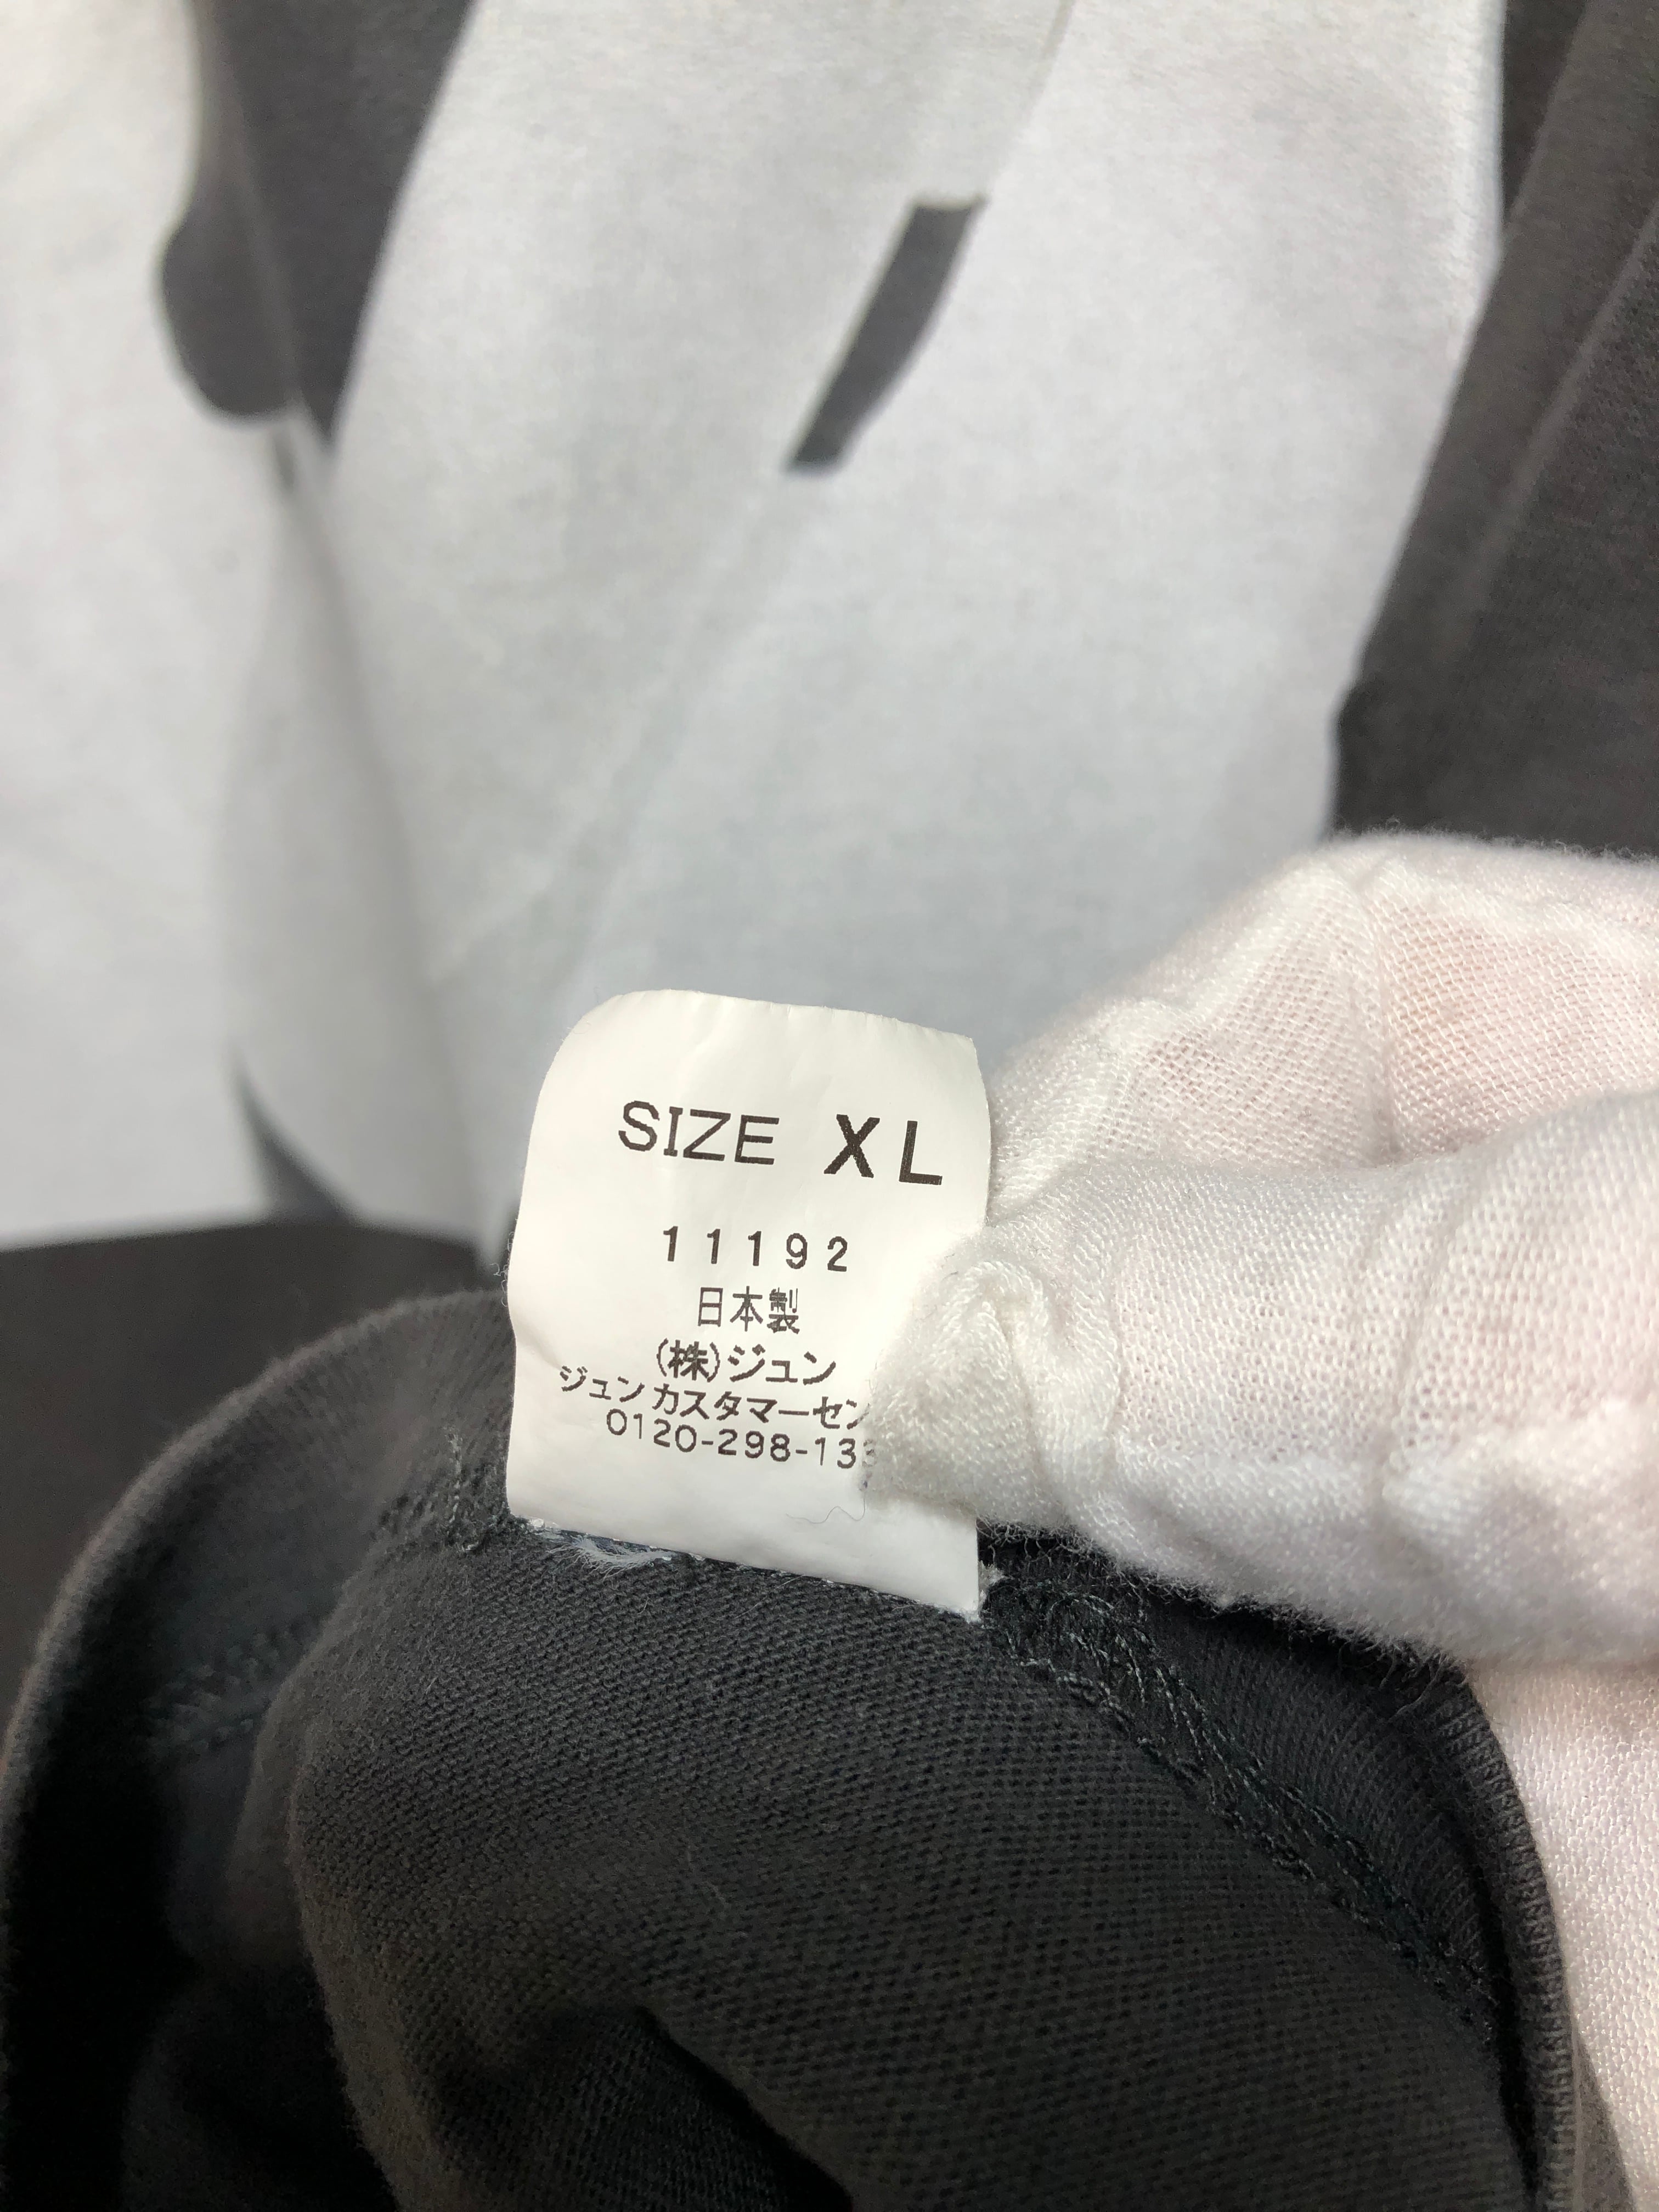 SIZE XL
11192
日本製
(株)ジュン
ジュンカスタマーセン
0120-298-133